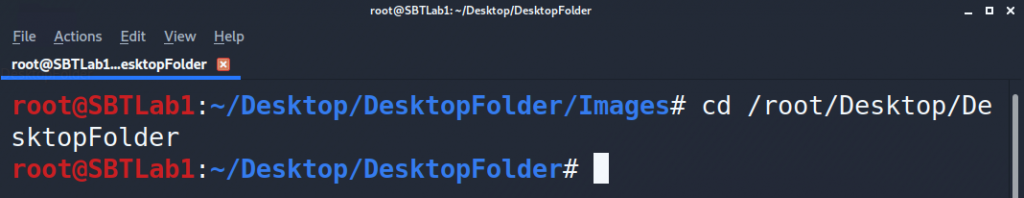 root@SBTLab1: ~/Desktop/DesktopFolder
File Actions Edit View Help
root@SBTLab1...esktopFolder
root@SBTLab1:~/Desktop/DesktopFolder/Images# cd /root/Desktop/De
sktopFolder
root@SBTLab1:~/Desktop/DesktopFolder#